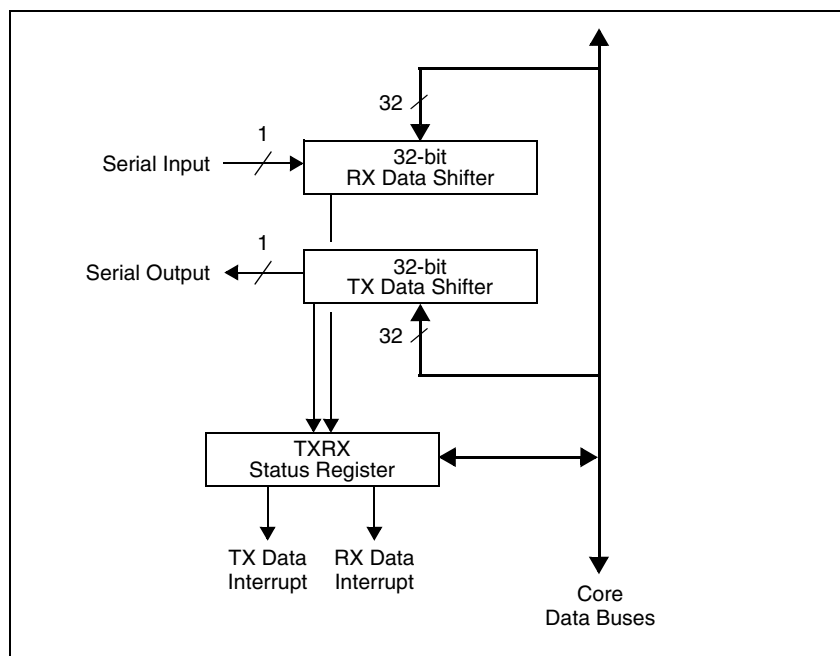 32
1
Serial Input
32-bit
RX Data Shifter
1
Serial Output
32-bit
TX Data Shifter
32
TXRX
Status Register
TX Data
Interrupt
RX Data
Interrupt
Core
Data Buses